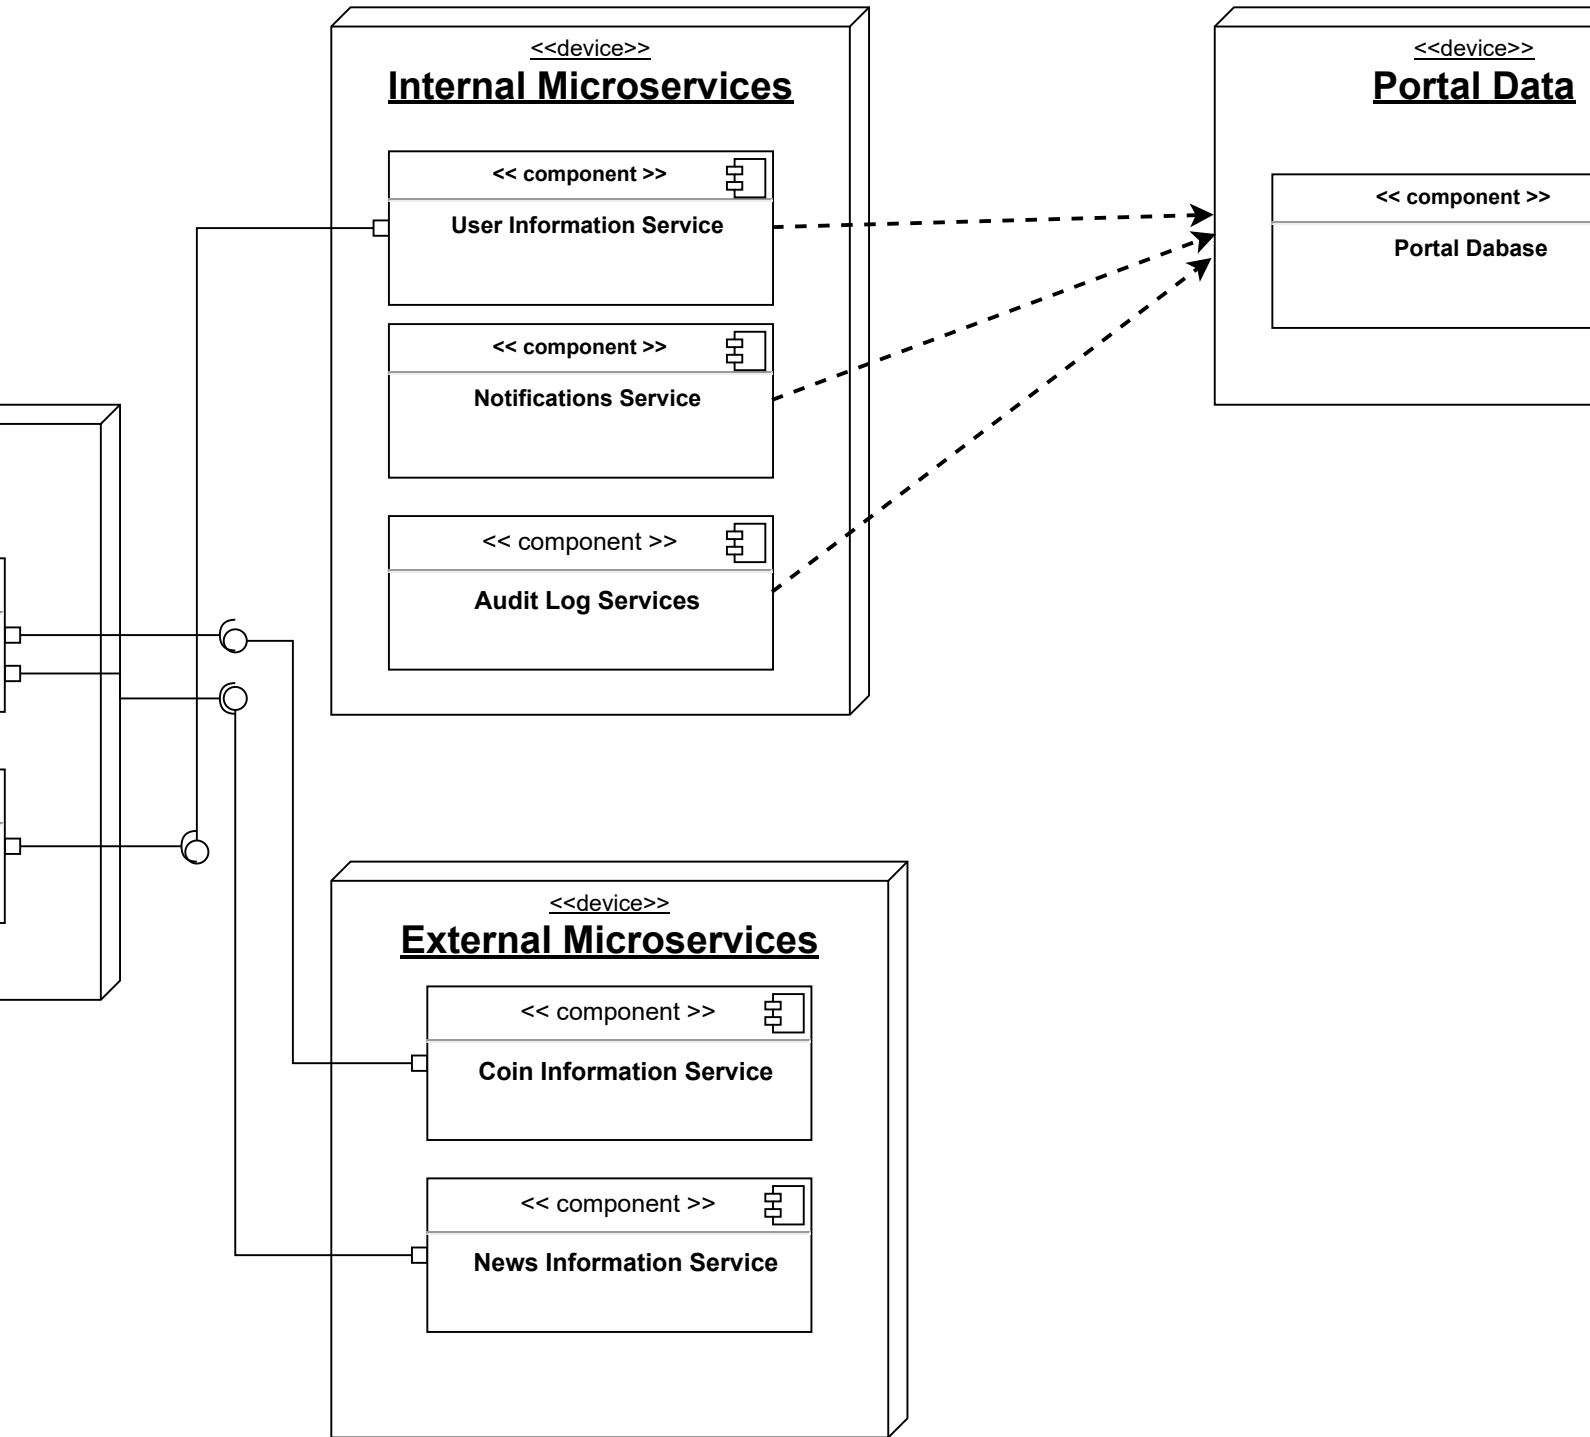 <<device>>
Internal Microservices
<< component >>
User Information Service
<< component >>
Notifications Service
<< component >>
Audit Log Services
<<device>>
Portal Data
<< component >>
Portal Dabase
<<device>>
External Microservices
<< component >>
Coin Information Service
<< component >>
News Information Service